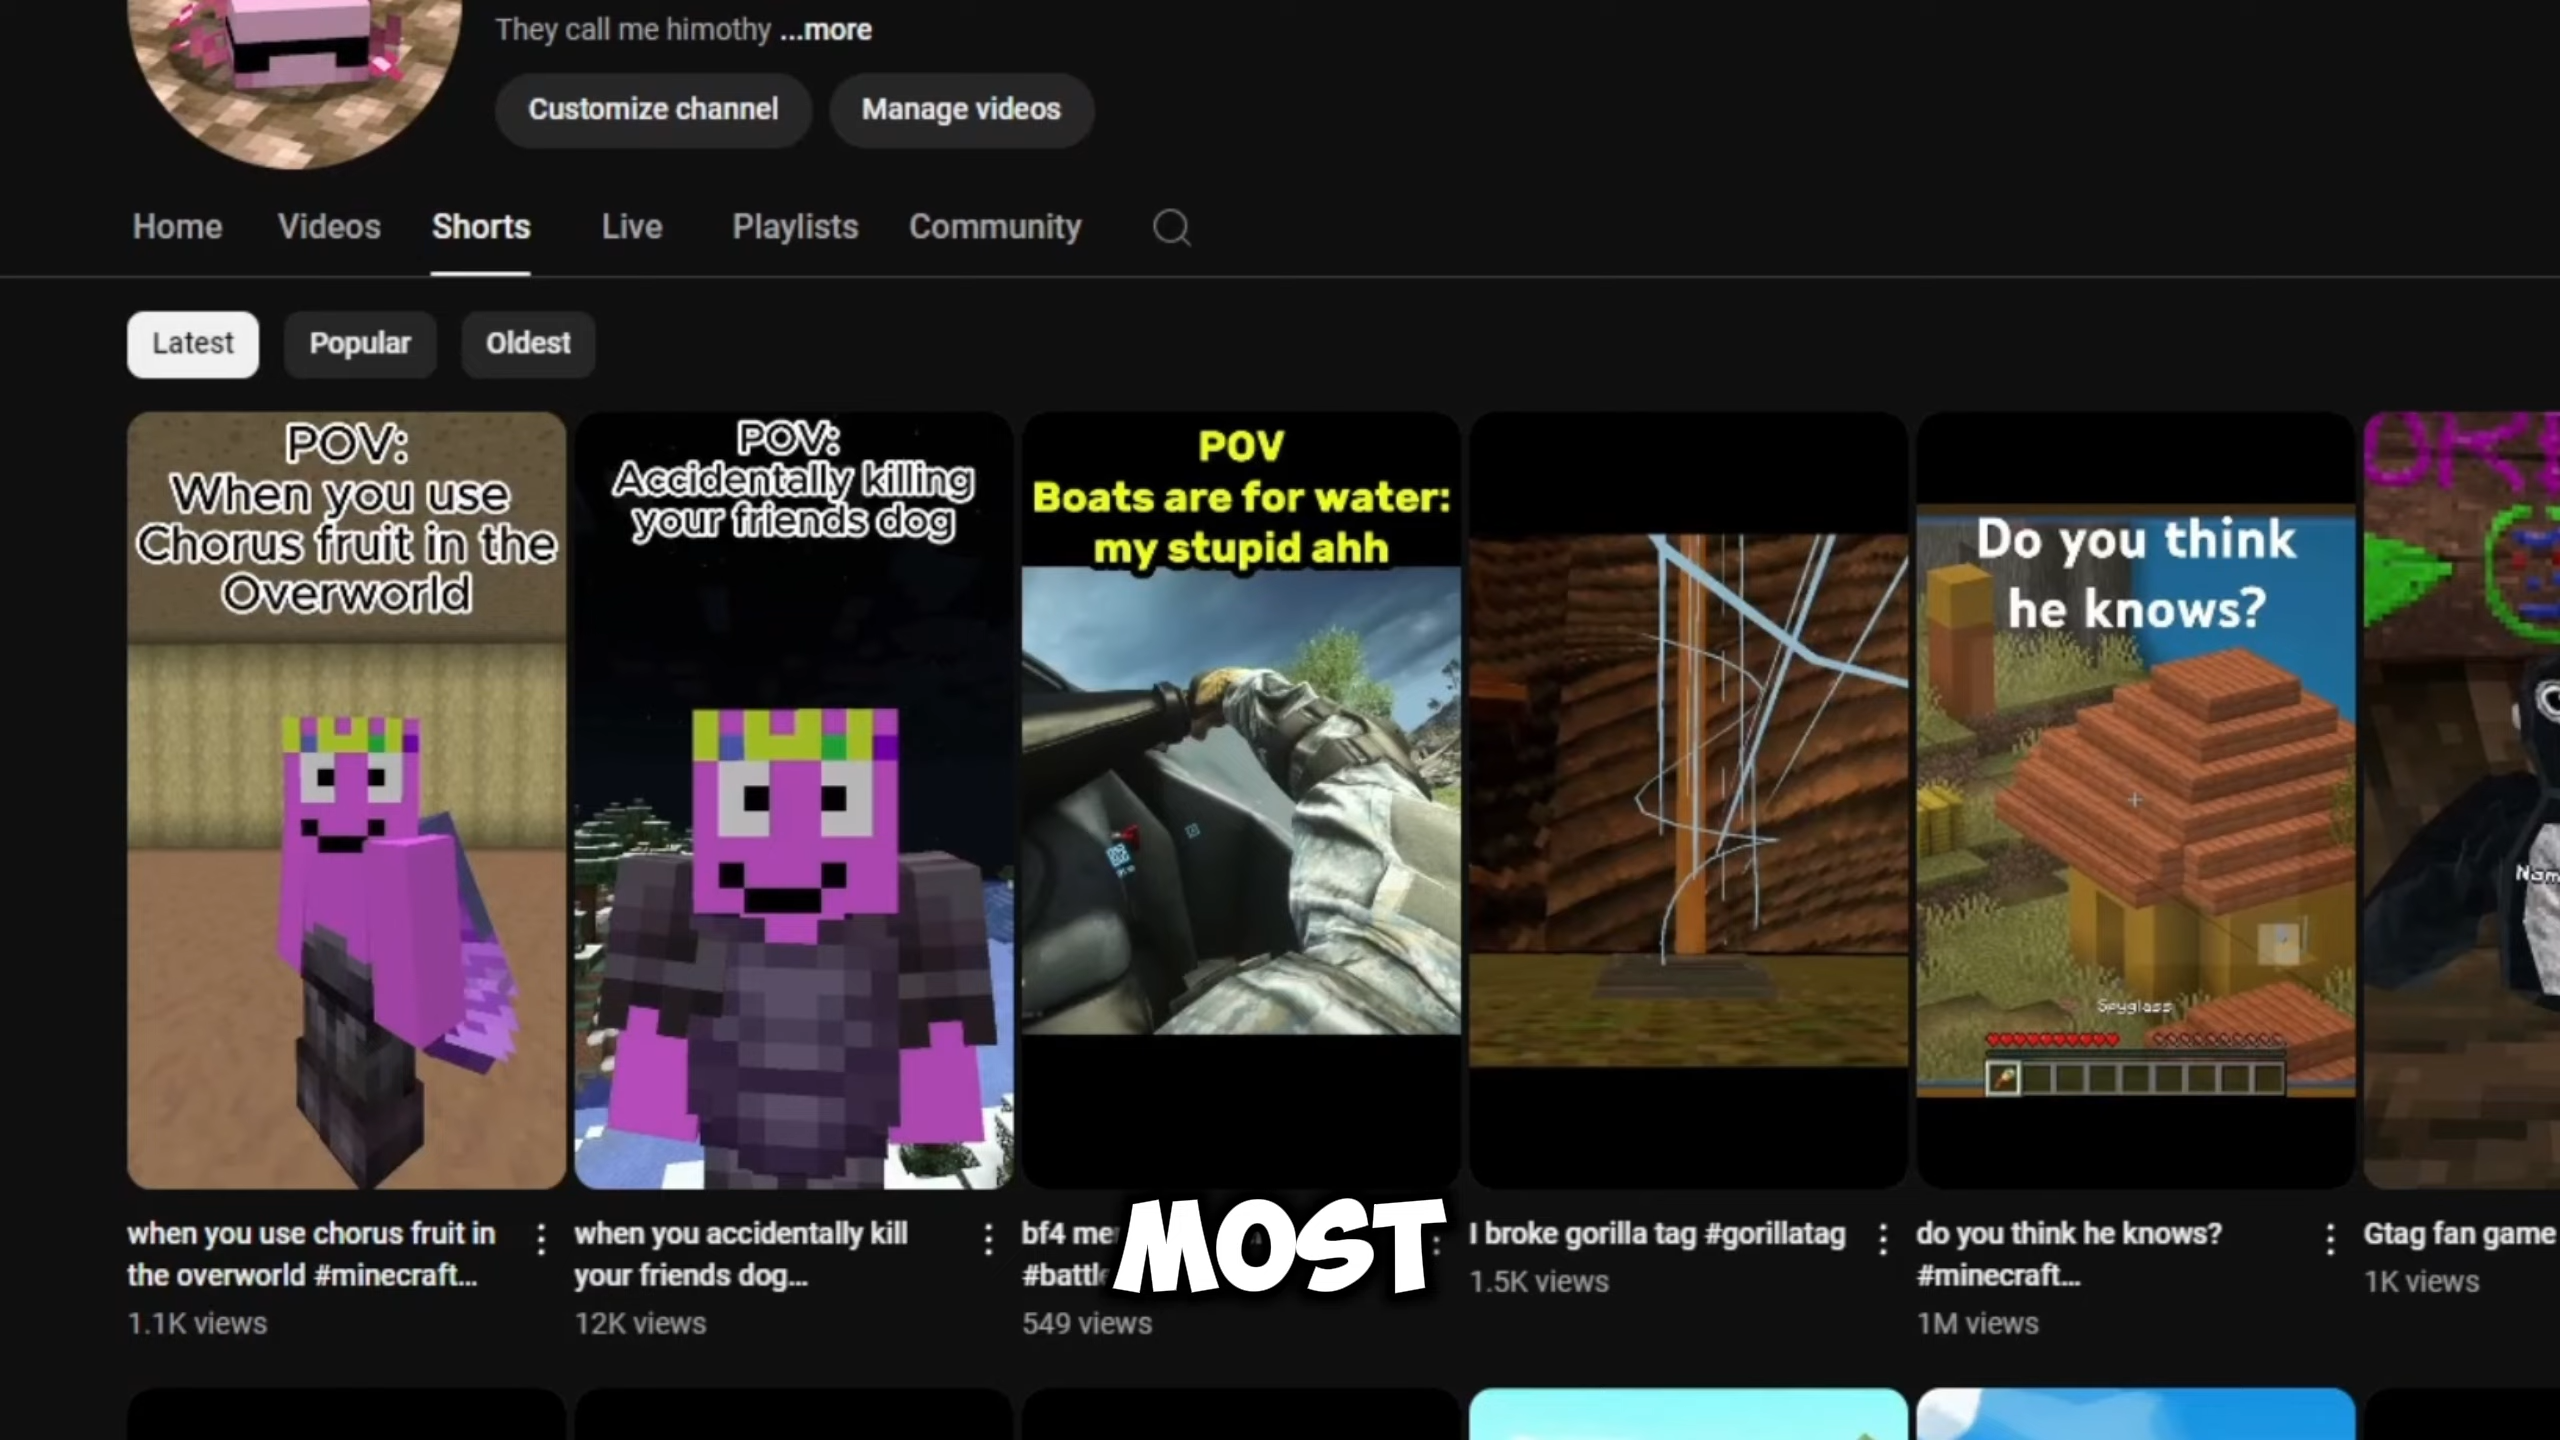 They call me himothy ...more
Customize channel
Manage videos
Home
Videos
Shorts
Live
Playlists
Community
Latest
Popular
Oldest
POV:
When you use
Chorus fruit in the
Overworld
POV:
Accidentally killing
your friends dog
POV
Boats are for water:
my stupid ahh
Do you think
he knows?
Spyglass
when you use chorus fruit in
the overworld #minecraft...
1.1K views
when you accidentally kill
your friends dog...
12K views
bf4
549 views
MOST
I broke gorilla tag #gorillatag
1.5K views
do you think he knows?
#minecraft...
1M views
Gtag fan game
1K views